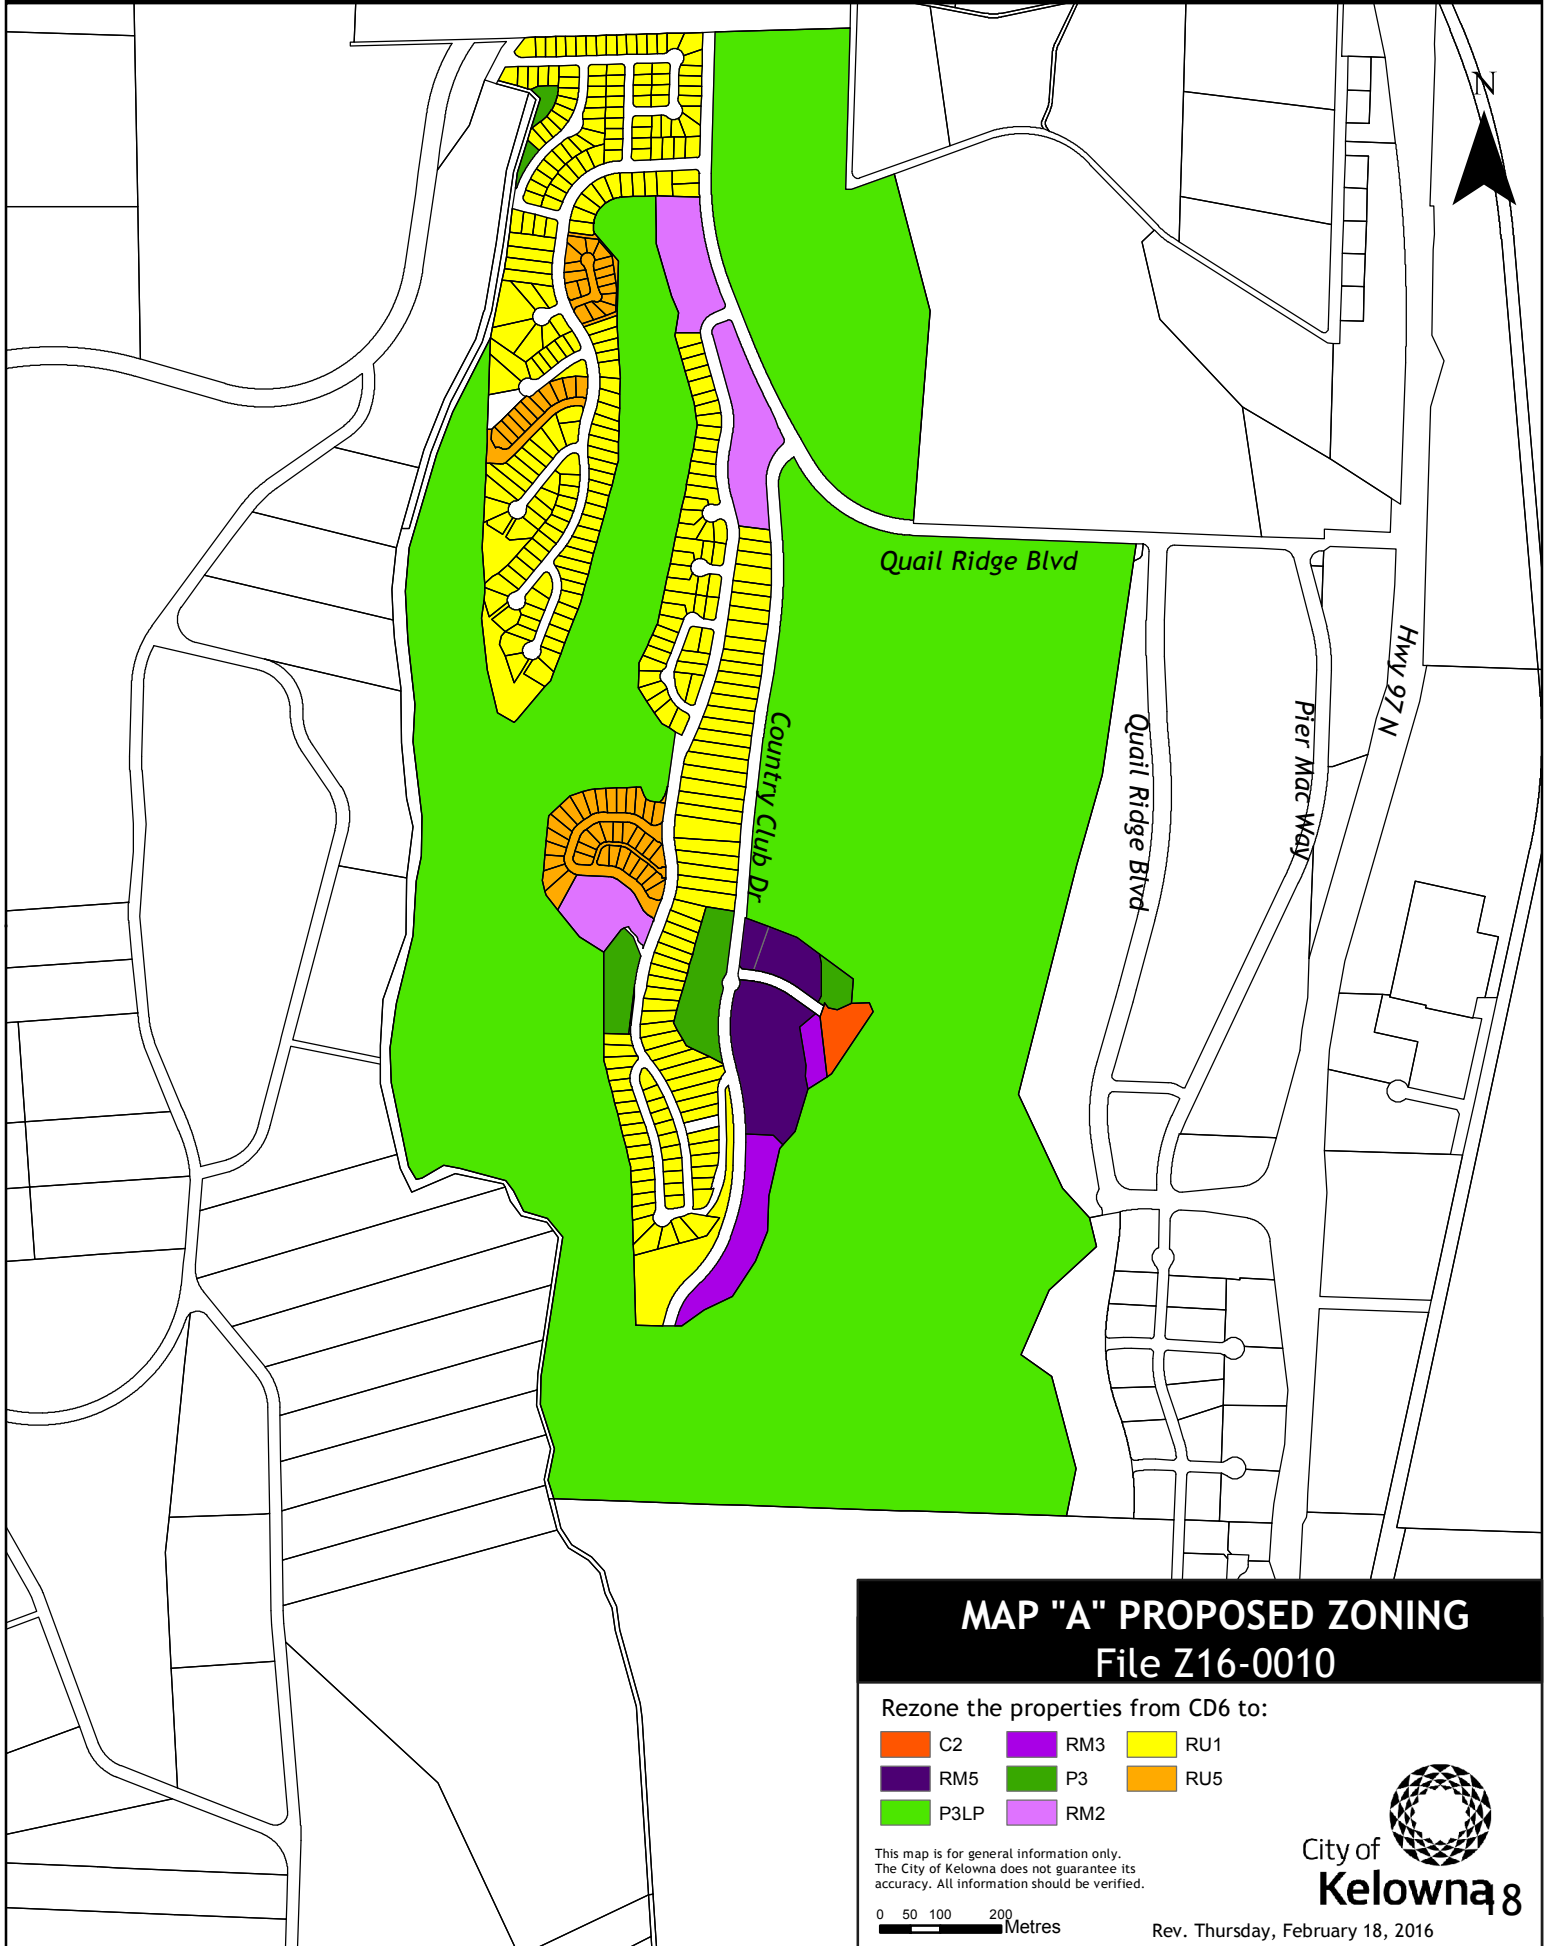 N
Quail Ridge Blvd
Hwy 97 N
Pier Mac Way
Quail Ridge Blvd
Country Club Dr
MAP "A" PROPOSED ZONING
File Z16-0010
Rezone the properties from CD6 to:
C2 RM3 RU1
RM5 P3 RU5
P3LP RM2
This map is for general information only.
The City of Kelowna does not guarantee its
accuracy. All information should be verified.
City of
Kelowna
18
0 50 100 200
Metres
Rev. Thursday, February 18, 2016